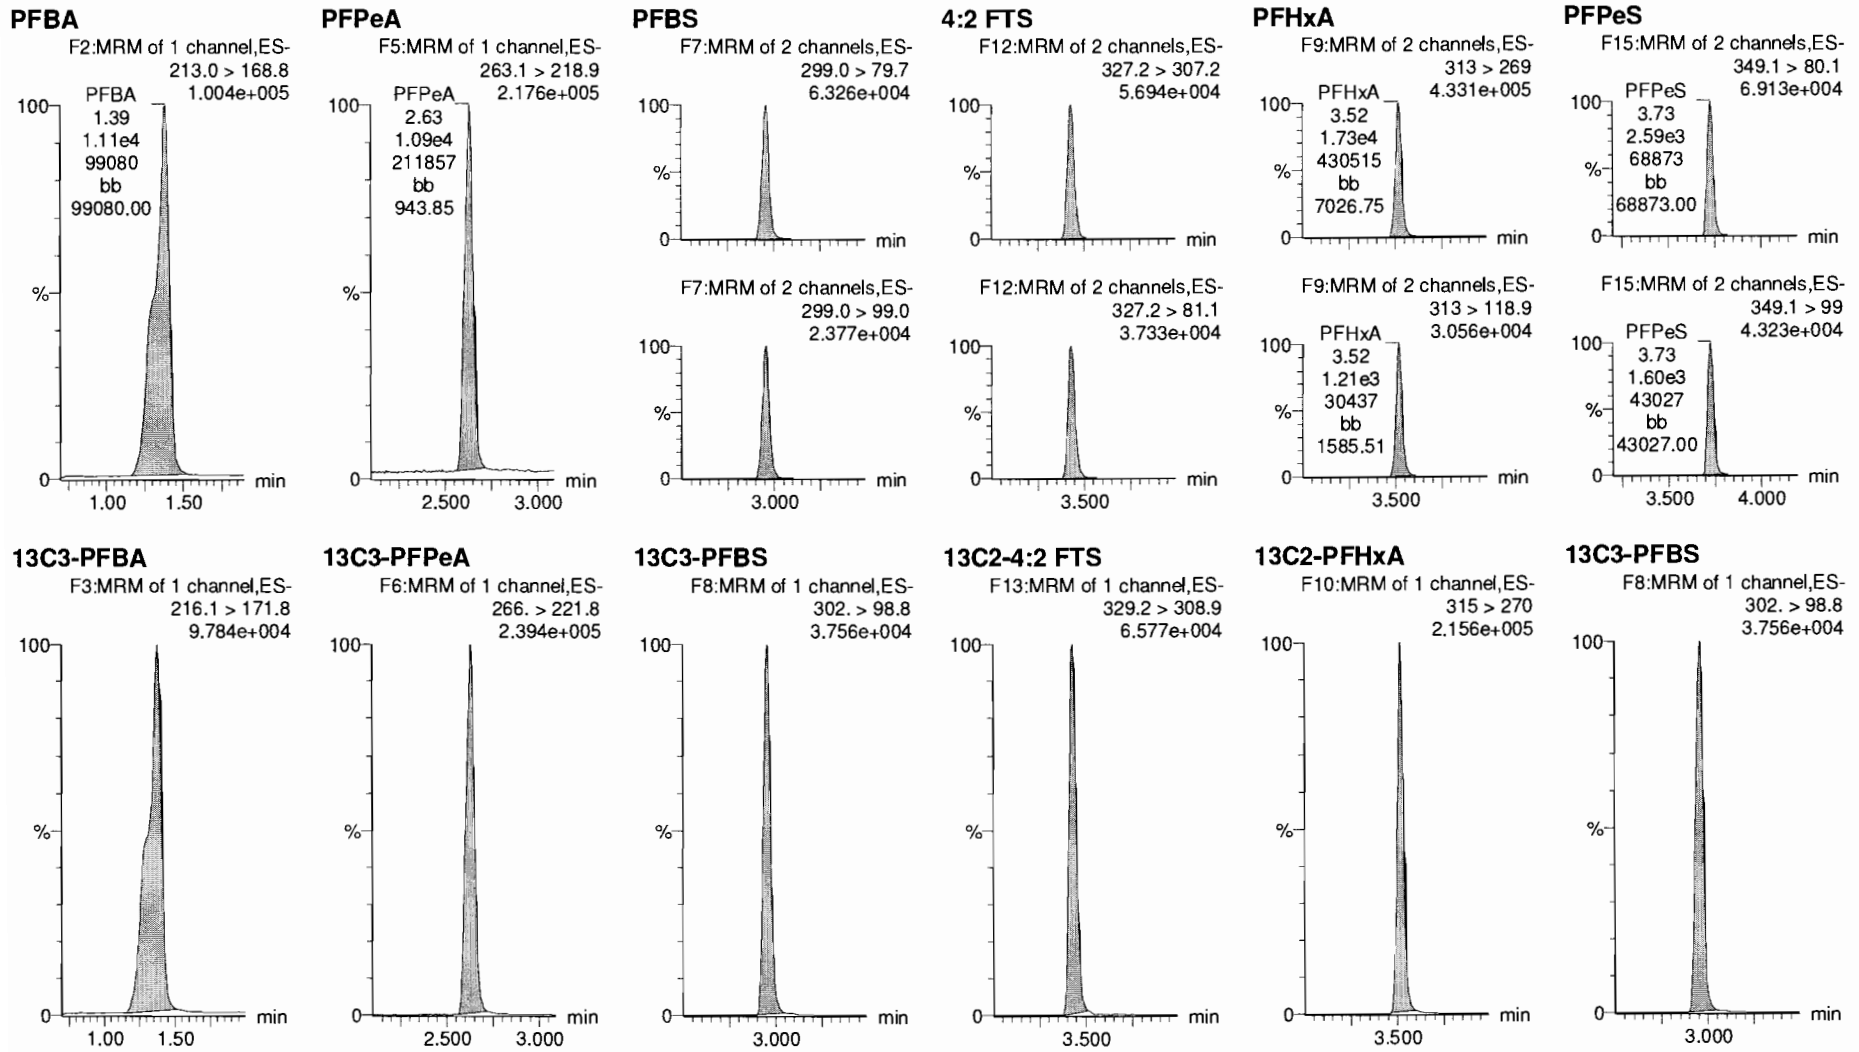 PFBA
F2:MRM of 1 channel,ES-
213.0 > 168.8
1.004e+005
PFBA
1.39
1.11e4
99080
bb
99080.00
100
%
0
min
1.00 1.50
PFPeA
F5:MRM of 1 channel,ES-
263.1 > 218.9
2.176e+005
PFPeA
2.63
1.09e4
211857
bb
943.85
100
%
0
min
2.500 3.000
PFBS
F7:MRM of 2 channels,ES-
299.0 > 79.7
6.326e+004
100
%
0
min
F7:MRM of 2 channels,ES-
299.0 > 99.0
2.377e+004
100
%
0
min
3.000
4:2 FTS
F12:MRM of 2 channels,ES-
327.2 > 307.2
5.694e+004
100
%
0
min
F12:MRM of 2 channels,ES-
327.2 > 81.1
3.733e+004
100
%
0
min
3.500
PFHxA
F9:MRM of 2 channels,ES-
313 > 269
4.331e+005
PFHxA
3.52
1.73e4
430515
bb
7026.75
100
%
0
min
F9:MRM of 2 channels,ES-
313 > 118.9
3.056e+004
PFHxA
3.52
1.21e3
30437
bb
1585.51
100
%
0
min
3.500
PFPeS
F15:MRM of 2 channels,ES-
349.1 > 80.1
6.913e+004
PFPeS
3.73
2.59e3
68873
bb
68873.00
100
%
0
min
F15:MRM of 2 channels,ES-
349.1 > 99
4.323e+004
PFPeS
3.73
1.60e3
43027
bb
43027.00
100
%
0
min
3.500 4.000
13C3-PFBA
F3:MRM of 1 channel,ES-
216.1 > 171.8
9.784e+004
100
%
0
min
1.00 1.50
13C3-PFPeA
F6:MRM of 1 channel,ES-
266. > 221.8
2.394e+005
100
%
0
min
2.500 3.000
13C3-PFBS
F8:MRM of 1 channel,ES-
302. > 98.8
3.756e+004
100
%
0
min
3.000
13C2-4:2 FTS
F13:MRM of 1 channel,ES-
329.2 > 308.9
6.577e+004
100
%
0
min
3.500
13C2-PFHxA
F10:MRM of 1 channel,ES-
315 > 270
2.156e+005
100
%
0
min
3.500
13C3-PFBS
F8:MRM of 1 channel,ES-
302. > 98.8
3.756e+004
100
%
0
min
3.000